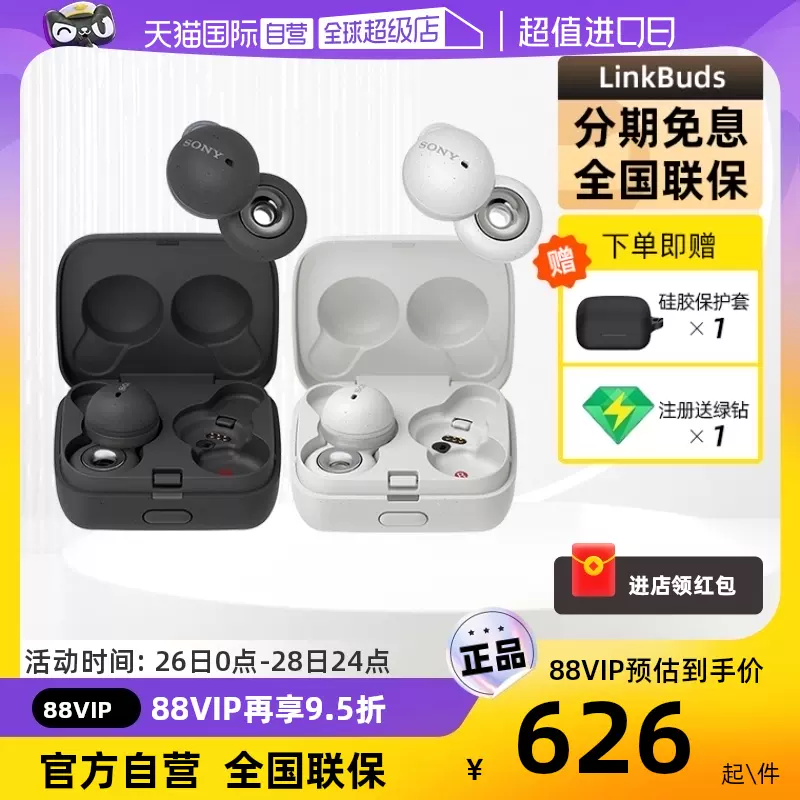 天猫国际 自营 全球超级店 超值进口日
LinkBuds
分期免息
全国联保
SONY
SONY
赠
下单即赠
硅胶保护套
×1
注册送绿钻
×1
进店领红包
活动时间: 26日0点-28日24点
正品
88VIP预估到手价
88VIP 88VIP再享9.5折
¥ 626 起\件
官方自营 全国联保